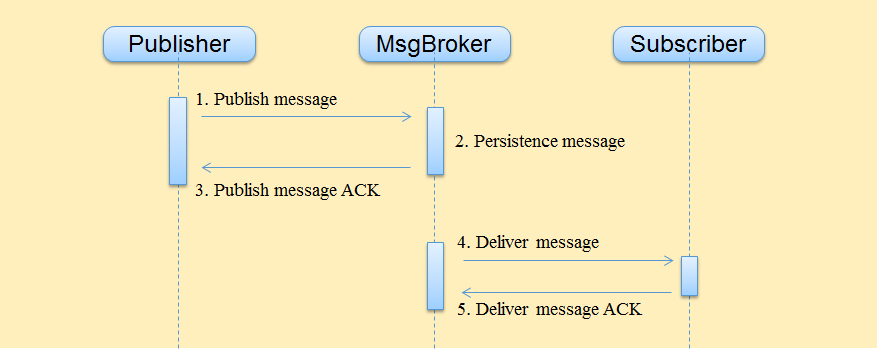 Publisher
MsgBroker
Subscriber
1. Publish message
2. Persistence message
3. Publish message ACK
4. Deliver message
5. Deliver message ACK